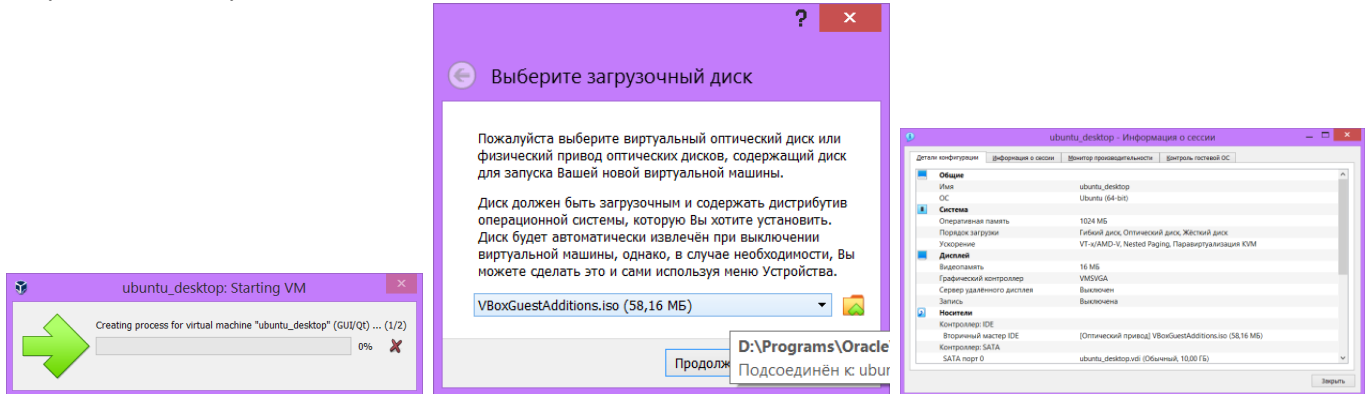 ubuntu_desktop: Starting VM
Creating process for virtual machine "ubuntu_desktop" (GUI/Qt) ... (1/2)
0%
?
Выберите загрузочный диск
Пожалуйста выберите виртуальный оптический диск или
физический привод оптических дисков, содержащий диск
для запуска Вашей новой виртуальной машины.
Диск должен быть загрузочным и содержать дистрибутив
операционной системы, которую Вы хотите установить.
Диск будет автоматически извлечён при выключении
виртуальной машины, однако, в случае необходимости, Вы
можете сделать это и сами используя меню Устройства.
VBoxGuestAdditions.iso (58,16 МБ)
Продолж
D:\Programs\Oracle
Подсоединён к: ubur
ubuntu_desktop - Информация о сессии
Детали конфигурации Информация о сессии Монитор производительности Контроль гостевой ОС
Общие
Имя ubuntu_desktop
ОС Ubuntu (64-bit)
Система
Оперативная память 1024 МБ
Порядок загрузки Гибкий диск, Оптический диск, Жёсткий диск
Ускорение VT-x/AMD-V, Nested Paging, Паравиртуализация KVM
Дисплей
Видеопамять 16 МБ
Графический контроллер VMSVGA
Сервер удалённого дисплея Выключен
Запись Выключена
Носители
Контроллер: IDE
Вторичный мастер IDE [Оптический привод] VBoxGuestAdditions.iso (58,16 МБ)
Контроллер: SATA
SATA порт 0 ubuntu_desktop.vdi (Обычный, 10,00 ГБ)
Закрыть